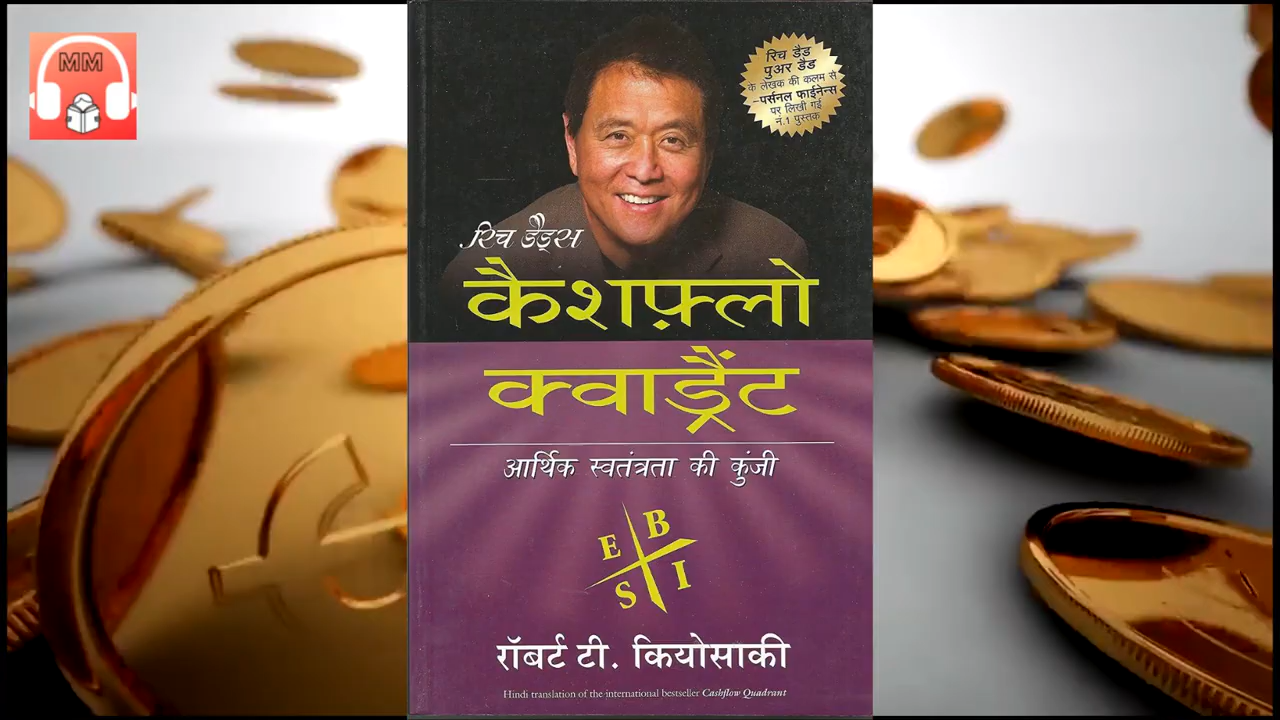 MM
रिच डैड
पुअर डैड
के लेखक की कलम से
-पर्सनल फाईनेन्स
पर लिखी गई
नं.1 पुस्तक
रिच डैड्स
कैशफ़्लो
क्वाड्रैंट
आर्थिक स्वतंत्रता की कुंजी
E B
S I
रॉबर्ट टी. कियोसाकी
Hindi translation of the international bestseller Cashflow Quadrant